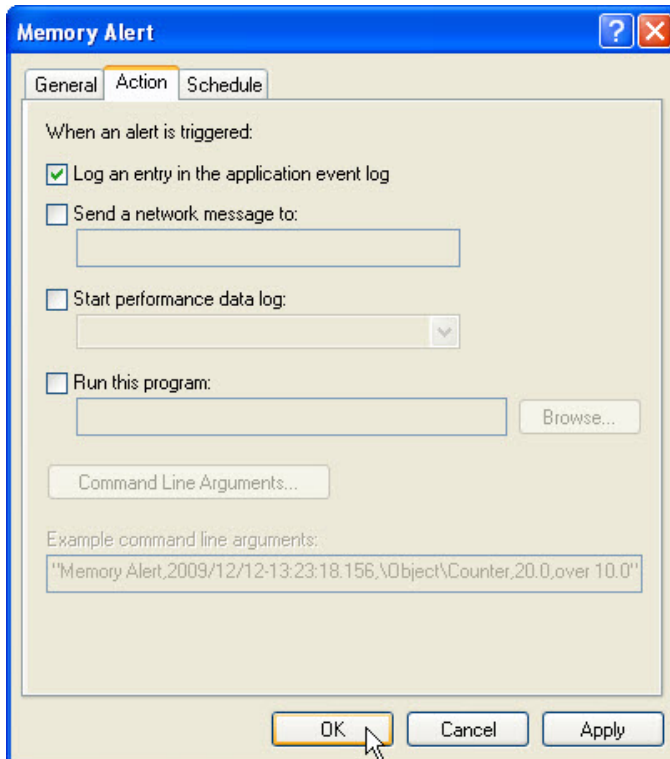 Memory Alert
General Action Schedule
When an alert is triggered:
Log an entry in the application event log
Send a network message to:
Start performance data log:
Run this program:
Browse...
Command Line Arguments...
Example command line arguments:
"Memory Alert,2009/12/12-13:23:18.156,\Object\Counter,20.0,over 10.0"
OK Cancel Apply